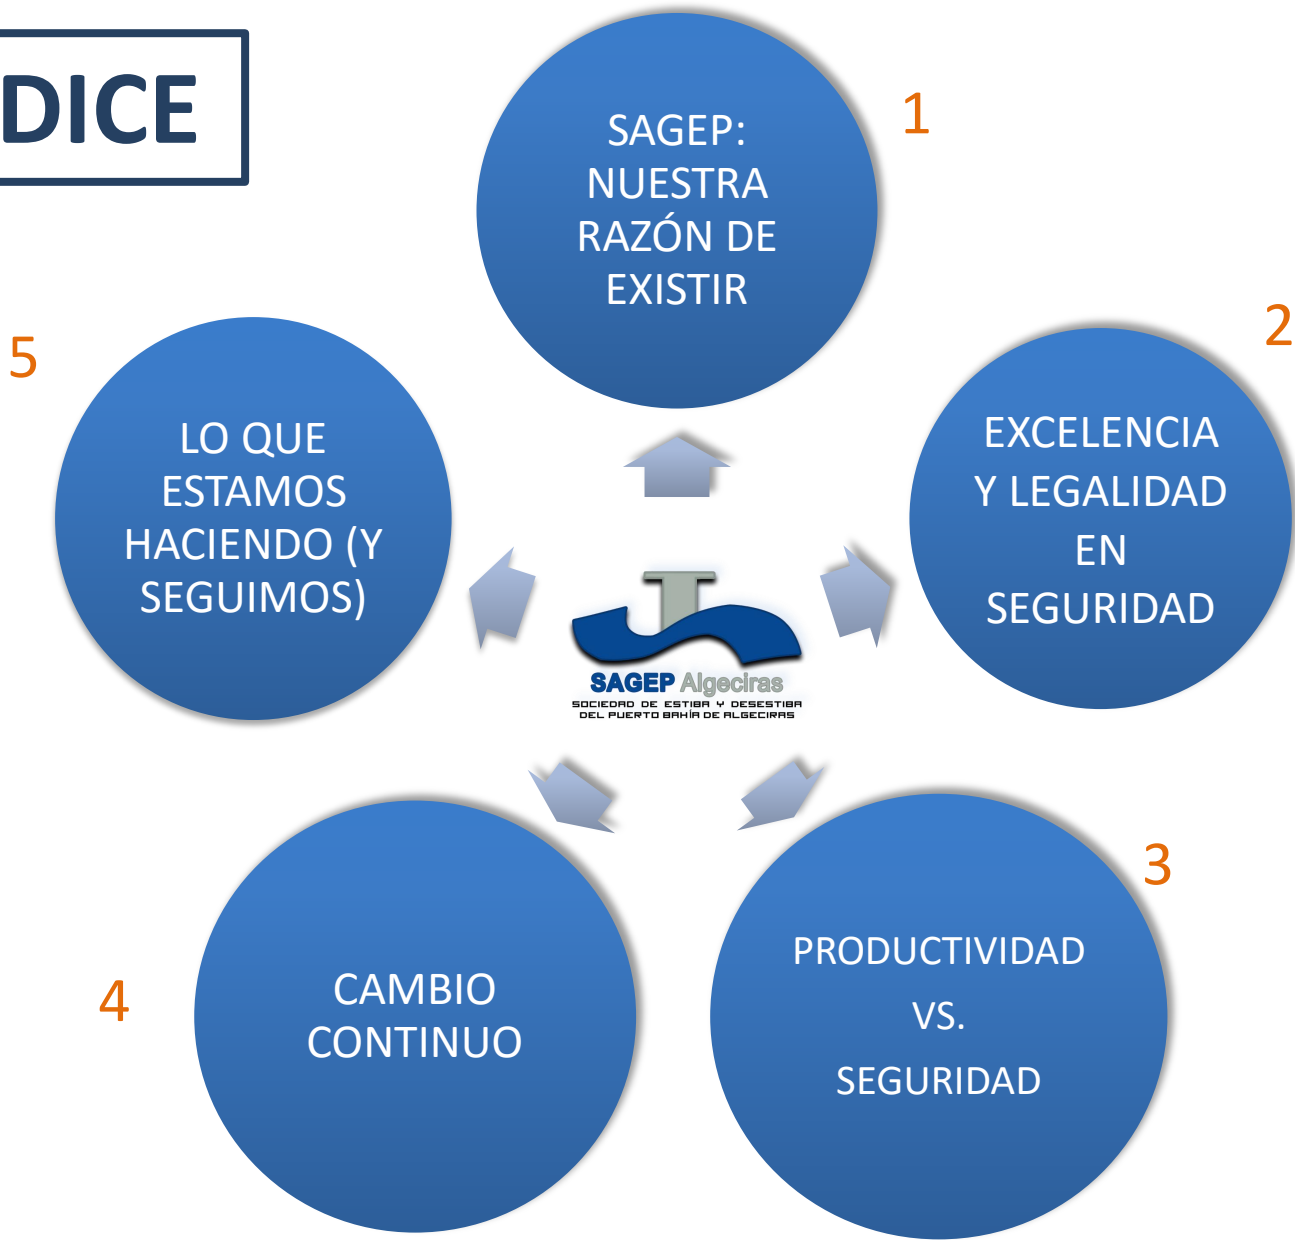 DICE
1
SAGEP:
NUESTRA
RAZÓN DE
EXISTIR
2
EXCELENCIA
Y LEGALIDAD
EN
SEGURIDAD
3
PRODUCTIVIDAD
VS.
SEGURIDAD
4
CAMBIO
CONTINUO
5
LO QUE
ESTAMOS
HACIENDO (Y
SEGUIMOS)
SAGEP Algeciras
SOCIEDAD DE ESTIBA Y DESESTIBA
DEL PUERTO BAHÍA DE ALGECIRAS